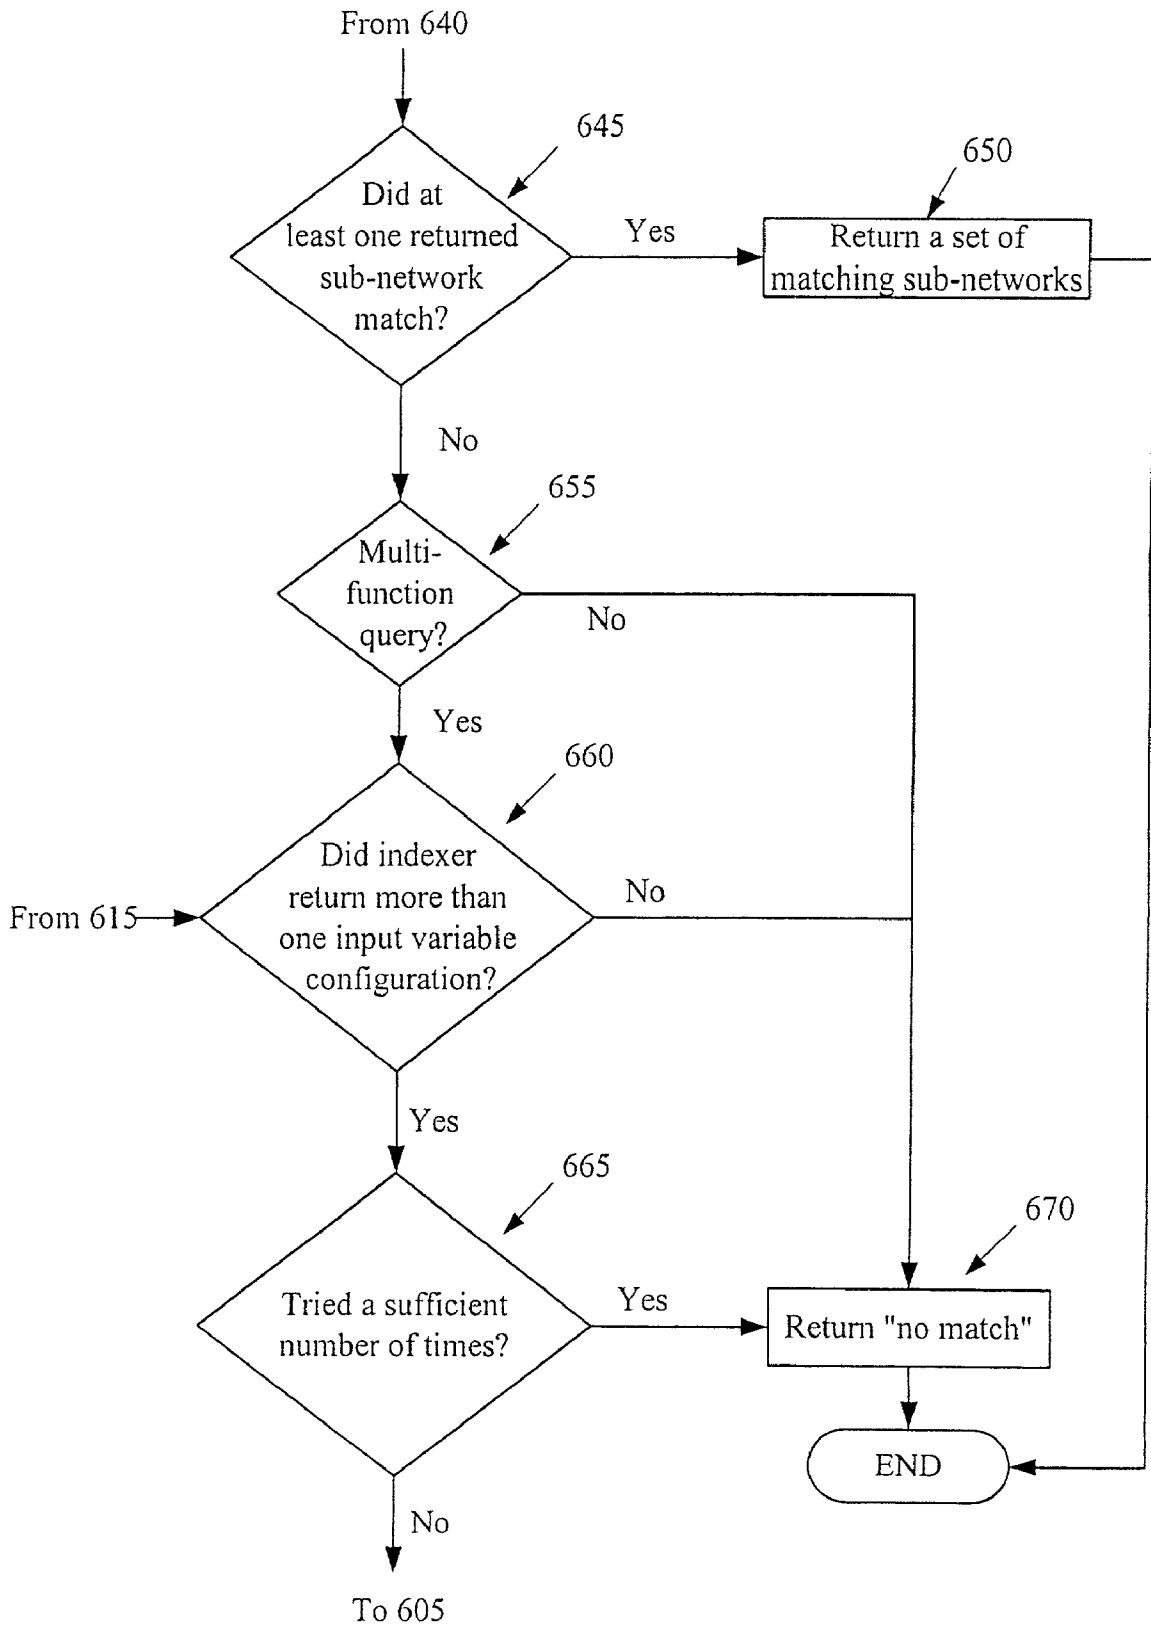 From 640
645
Did at
least one returned
sub-network
match?
Yes
650
Return a set of
matching sub-networks
No
655
Multi-
function
query?
No
Yes
660
Did indexer
return more than
one input variable
configuration?
No
From 615
Yes
665
Tried a sufficient
number of times?
Yes
670
Return "no match"
END
No
To 605